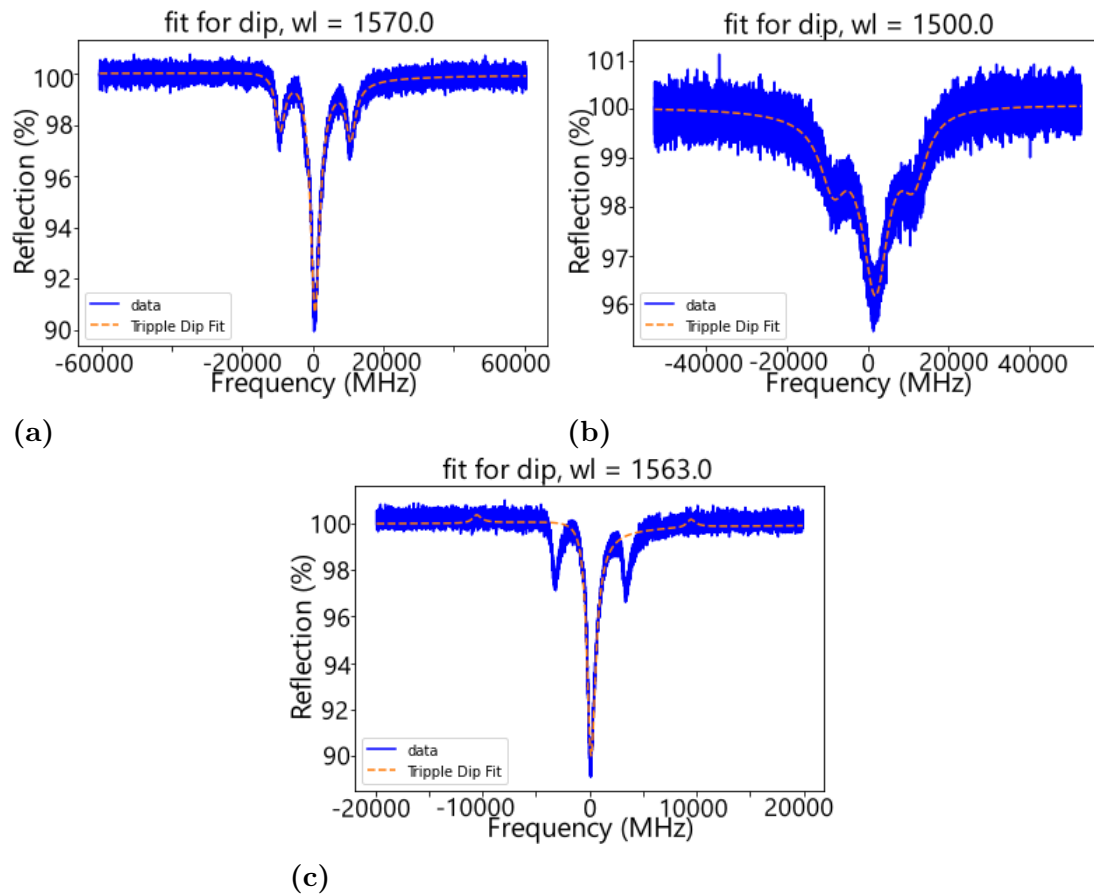 fit for dip, wl = 1570.0
Reflection (%)
100
98
96
94
92
90
data
Tripple Dip Fit
-60000
-20000
0
20000
60000
Frequency (MHz)
(a)
fit for dip, wl = 1500.0
Reflection (%)
101
100
99
98
97
96
data
Tripple Dip Fit
-40000
-20000
0
20000
40000
Frequency (MHz)
(b)
fit for dip, wl = 1563.0
Reflection (%)
100
98
96
94
92
90
data
Tripple Dip Fit
-20000
-10000
0
10000
20000
Frequency (MHz)
(c)